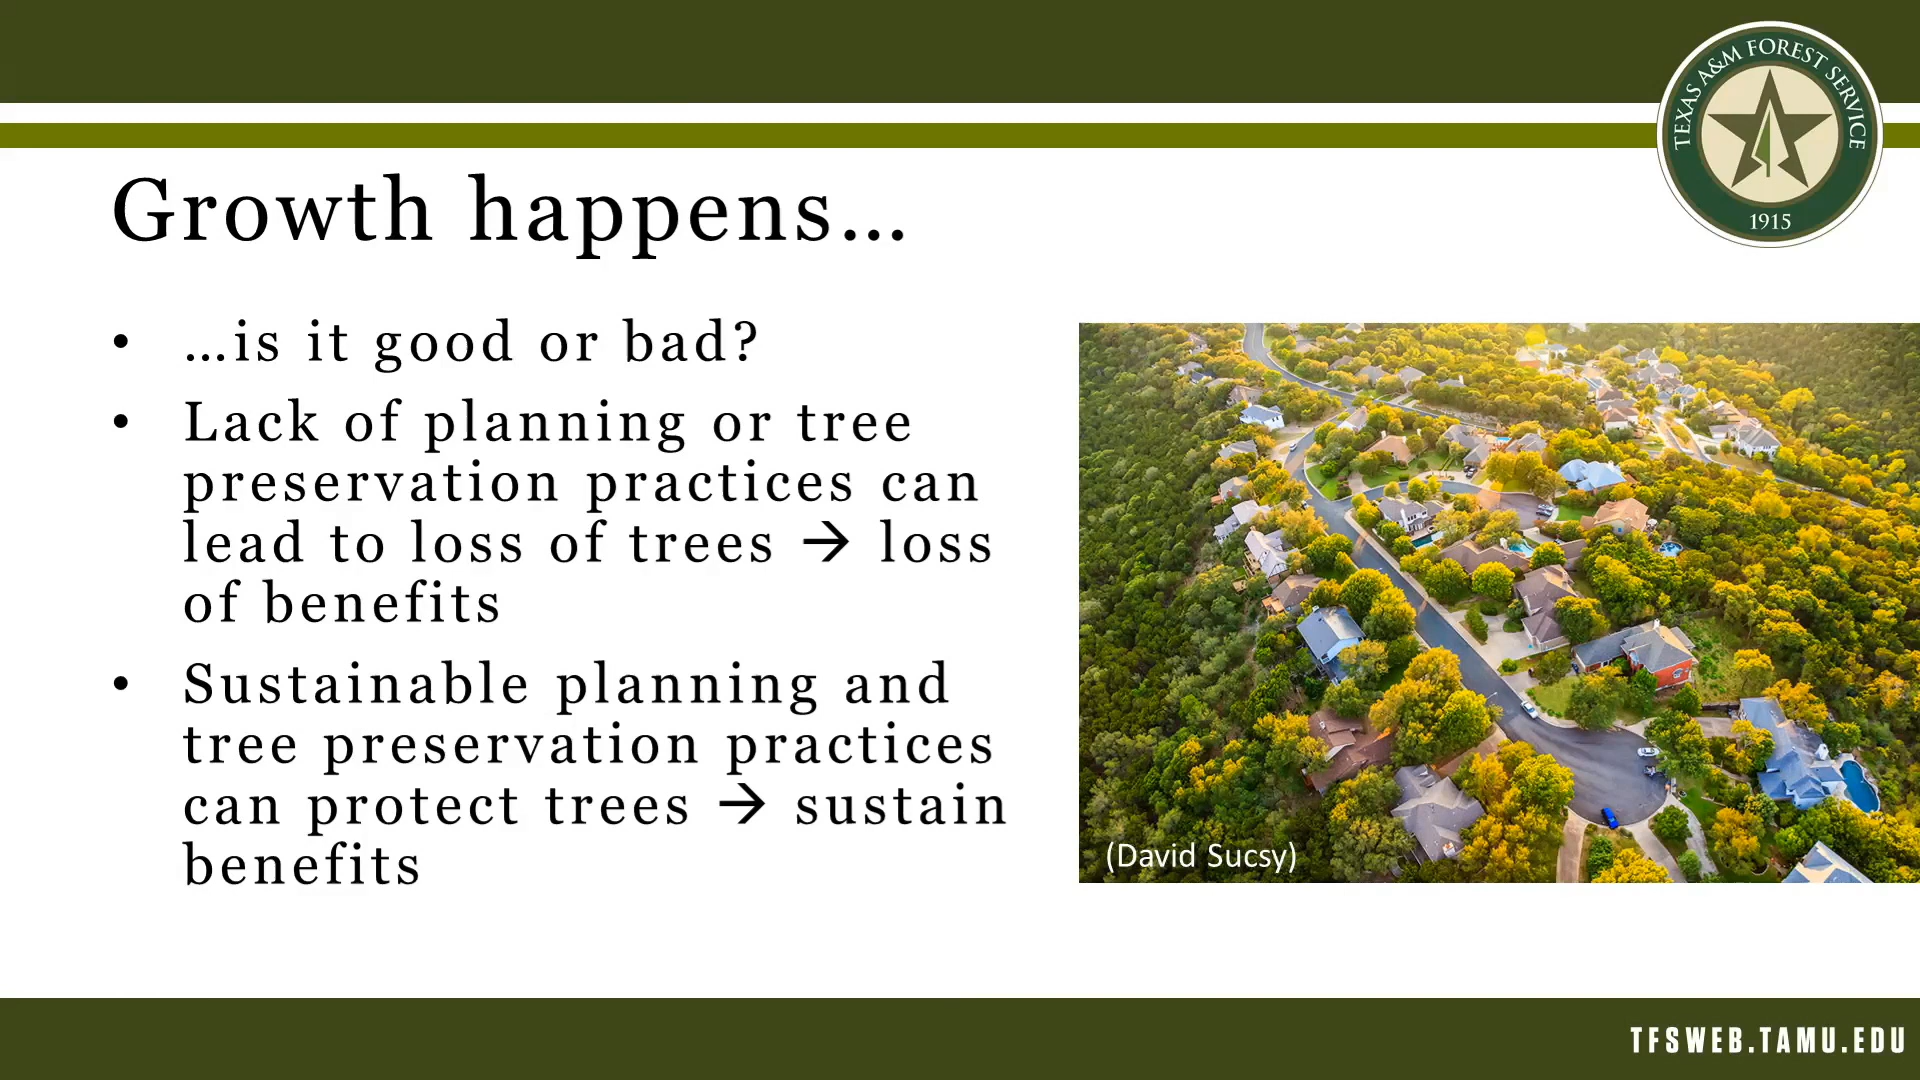 TEXAS A&M FOREST SERVICE
1915
Growth happens…
• …is it good or bad?
• Lack of planning or tree
preservation practices can
lead to loss of trees → loss
of benefits
• Sustainable planning and
tree preservation practices
can protect trees → sustain
benefits
(David Sucsy)
TFSWEB.TAMU.EDU